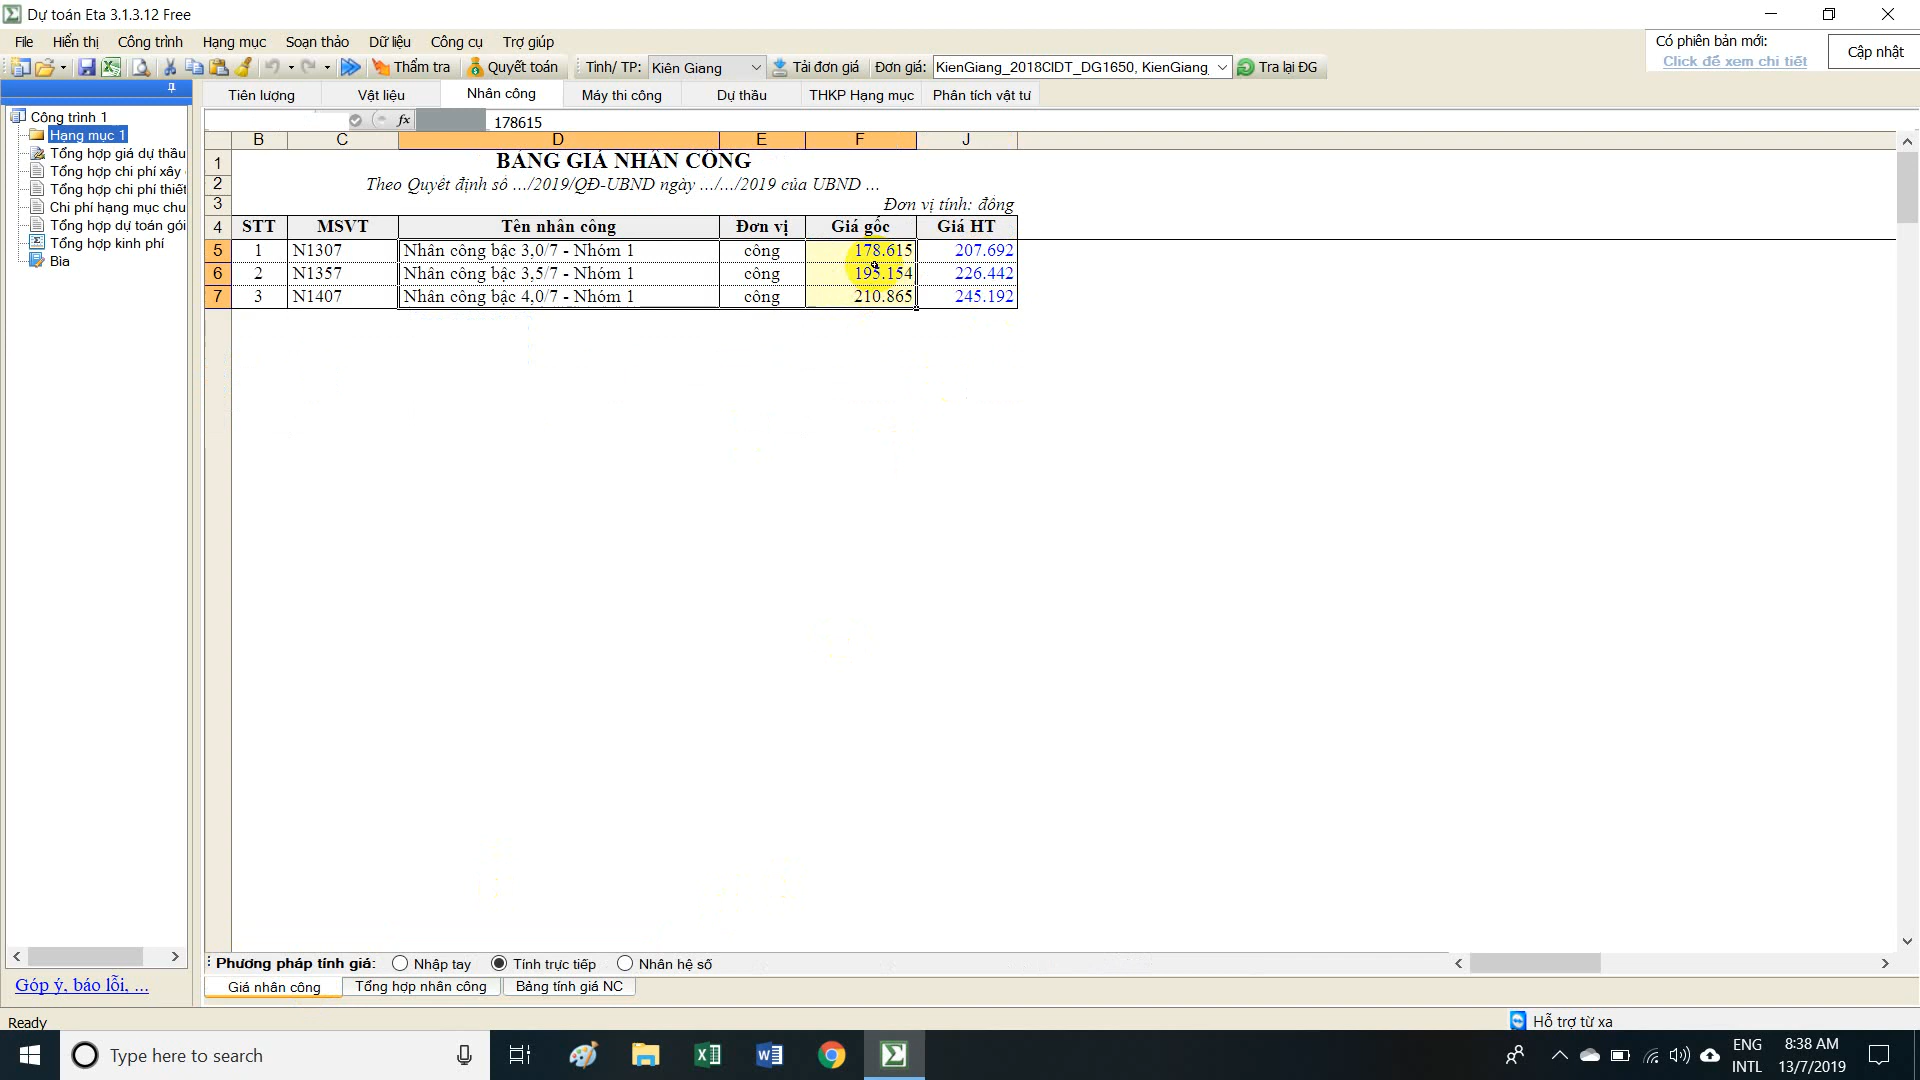 Dự toán Eta 3.1.3.12 Free
File Hiển thị Công trình Hạng mục Soạn thảo Dữ liệu Công cụ Trợ giúp
Có phiên bản mới:
Click để xem chi tiết
Cập nhật
Thẩm tra Quyết toán Tỉnh/ TP: Kiên Giang Tải đơn giá Đơn giá: KienGiang_2018CIDT_DG1650, KienGiang_ Tra lại ĐG
Tiên lượng Vật liệu Nhân công Máy thi công Dự thầu THKP Hạng mục Phân tích vật tư
fx 178615
Công trình 1
Hạng mục 1
Tổng hợp giá dự thầu
Tổng hợp chi phí xây
Tổng hợp chi phí thiết
Chi phí hạng mục chu
Tổng hợp dự toán gói
Tổng hợp kinh phí
Bìa
B C D E F J
1 BẢNG GIÁ NHÂN CÔNG
2 Theo Quyết định số .../2019/QĐ-UBND ngày .../.../2019 của UBND ...
3 Đơn vị tính: đồng
4 STT MSVT Tên nhân công Đơn vị Giá gốc Giá HT
5 1 N1307 Nhân công bậc 3,0/7 - Nhóm 1 công 178.615 207.692
6 2 N1357 Nhân công bậc 3,5/7 - Nhóm 1 công 195.154 226.442
7 3 N1407 Nhân công bậc 4,0/7 - Nhóm 1 công 210.865 245.192
Phương pháp tính giá: Nhập tay Tính trực tiếp Nhân hệ số
Góp ý, báo lỗi, ...
Giá nhân công Tổng hợp nhân công Bảng tính giá NC
Ready
Hỗ trợ từ xa
Type here to search
ENG
INTL
8:38 AM
13/7/2019